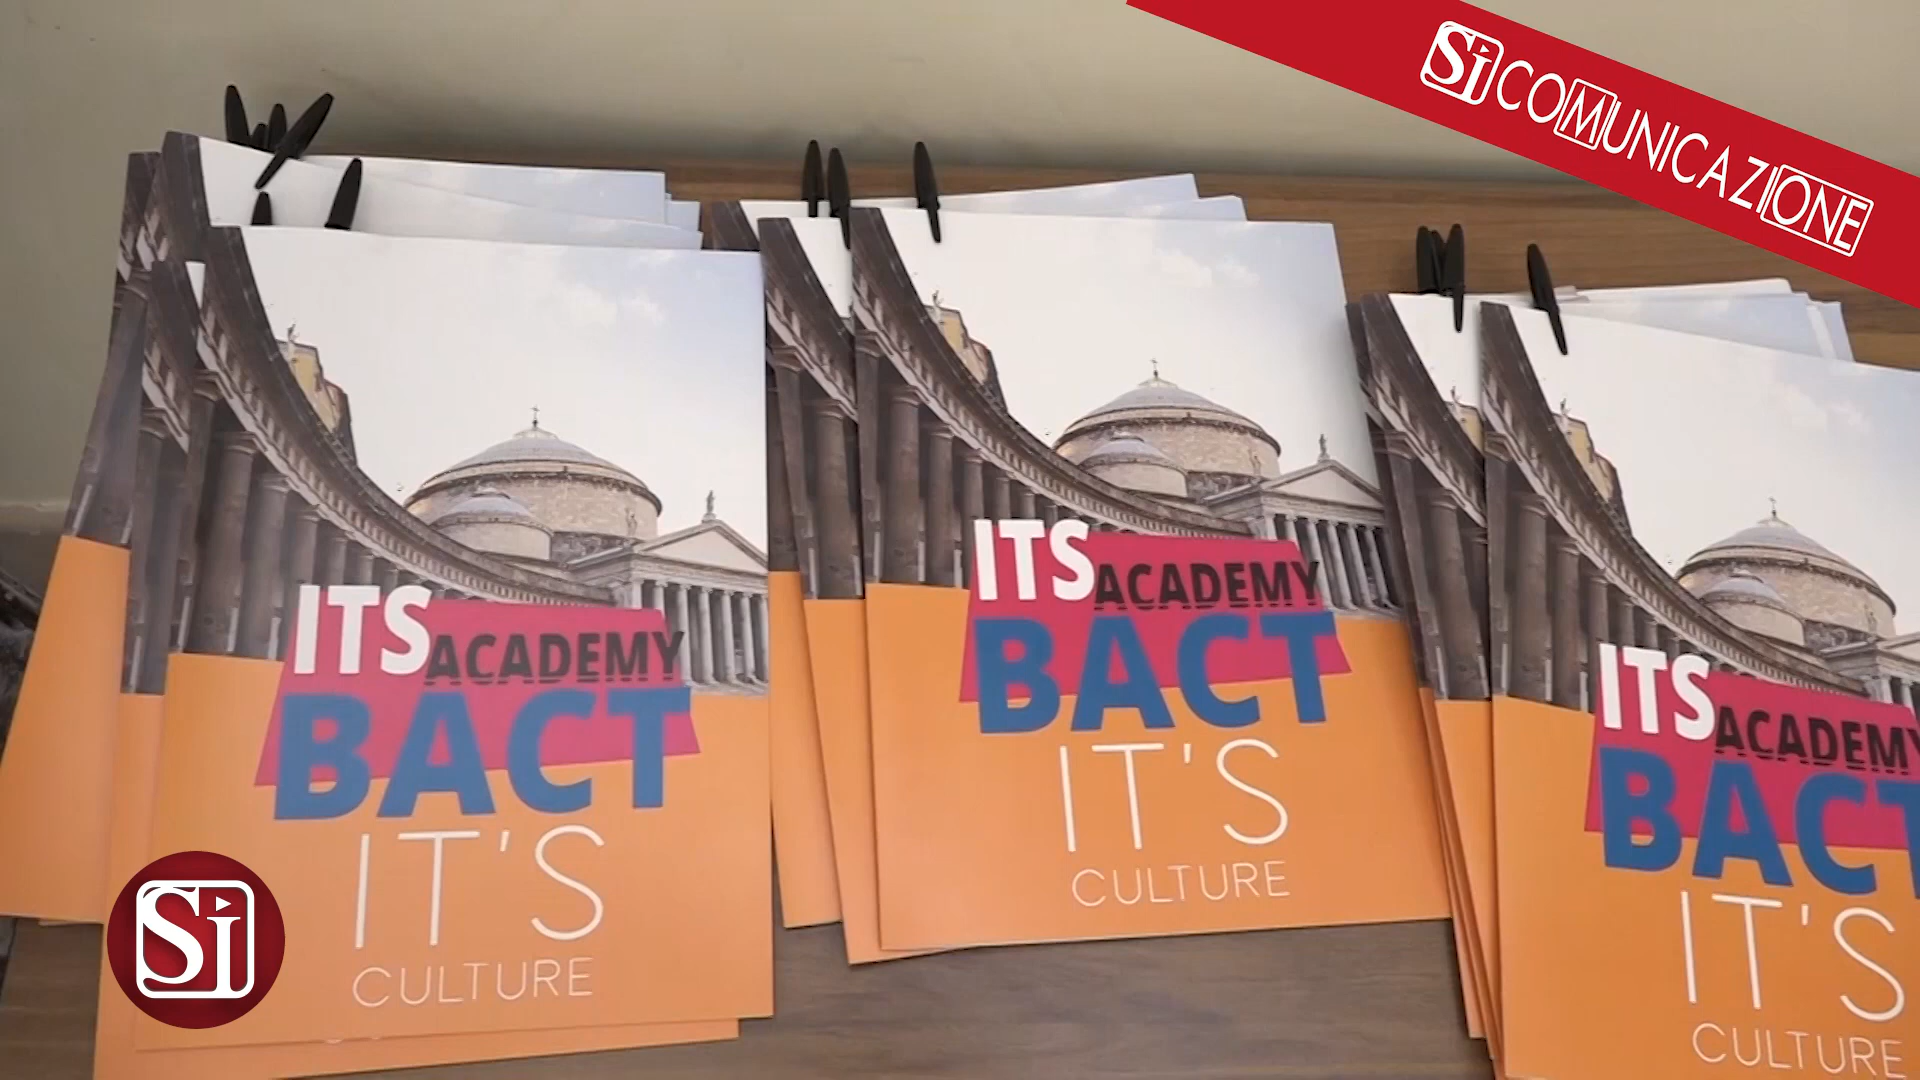 Si COMUNICAZIONE
ITS ACADEMY
BACT
IT'S
CULTURE
ITS ACADEMY
BACT
IT'S
CULTURE
ITS ACADEMY
BACT
IT'S
CULTURE
Si